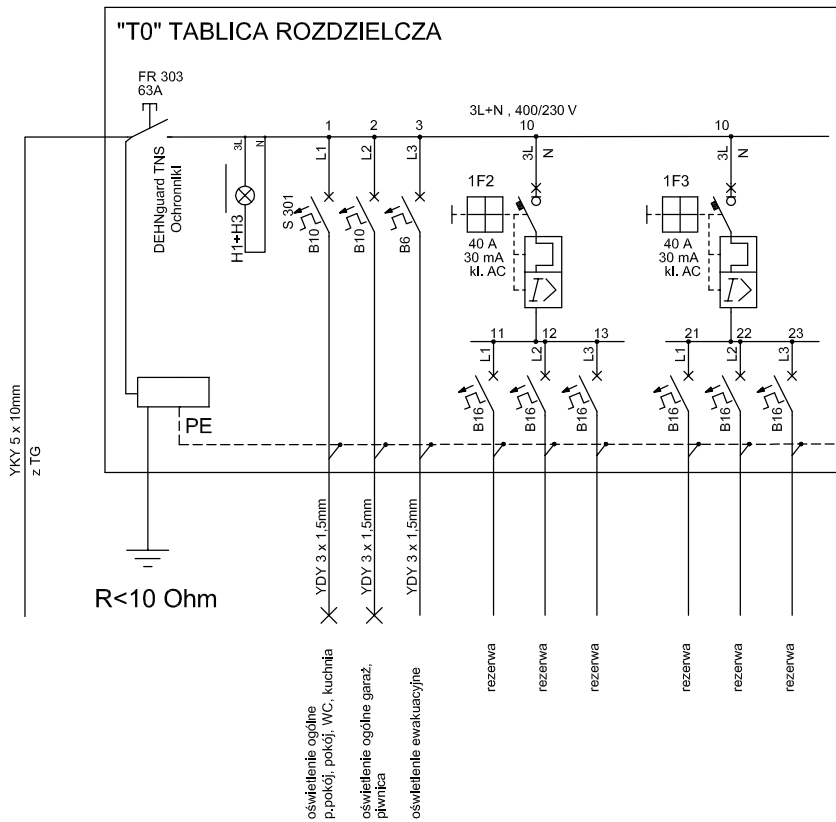 "T0" TABLICA ROZDZIELCZA
FR 303
63A
DEHNguard TNS
Ochronnikl
3L
N
H1+H3
3L+N , 400/230 V
1
2
3
10
10
L1
L2
L3
3L
N
3L
N
S 301
B10
B10
B6
1F2
40 A
30 mA
kl. AC
1F3
40 A
30 mA
kl. AC
11
12
13
21
22
23
L1
L2
L3
L1
L2
L3
B16
B16
B16
B16
B16
B16
PE
YKY 5 x 10mm
z TG
R<10 Ohm
YDY 3 x 1,5mm
YDY 3 x 1,5mm
YDY 3 x 1,5mm
oświetlenie ogólne
p.pokój, pokój, WC, kuchnia
oświetlenie ogólne garaż,
piwnica
oświetlenie ewakuacyjne
rezerwa
rezerwa
rezerwa
rezerwa
rezerwa
rezerwa